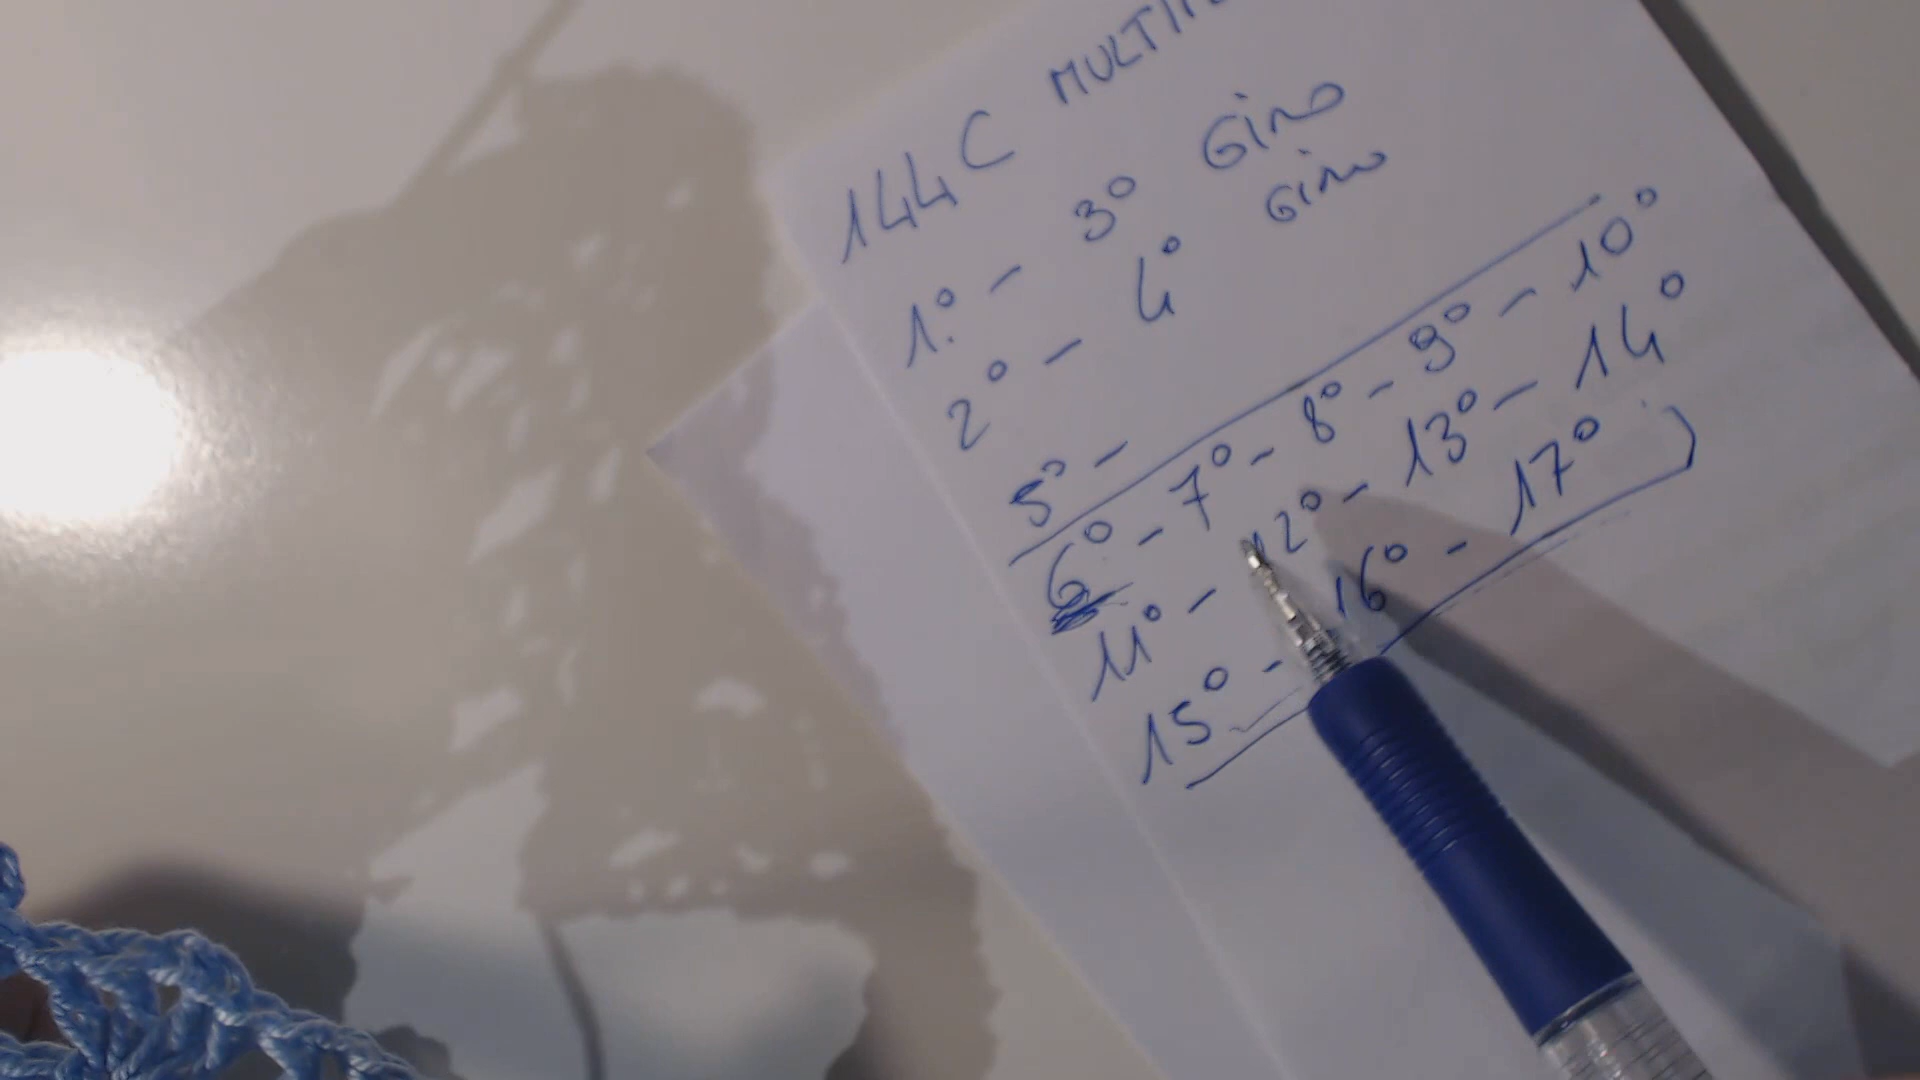 144C MULTI
1° - 3° Giro
2° - 4° Giro
5° -
6° - 7° - 8° - 9° - 10°
11° - 12° - 13° - 14°
15° - 16° - 17°